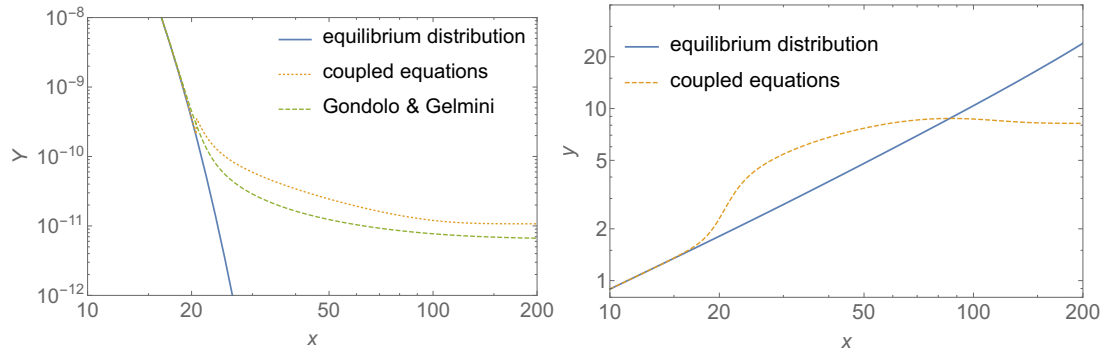 10⁻⁸
10⁻⁹
10⁻¹⁰
10⁻¹¹
10⁻¹²
Y
equilibrium distribution
coupled equations
Gondolo & Gelmini
10 20 50 100 200
x
y
20
10
5
2
1
equilibrium distribution
coupled equations
10 20 50 100 200
x